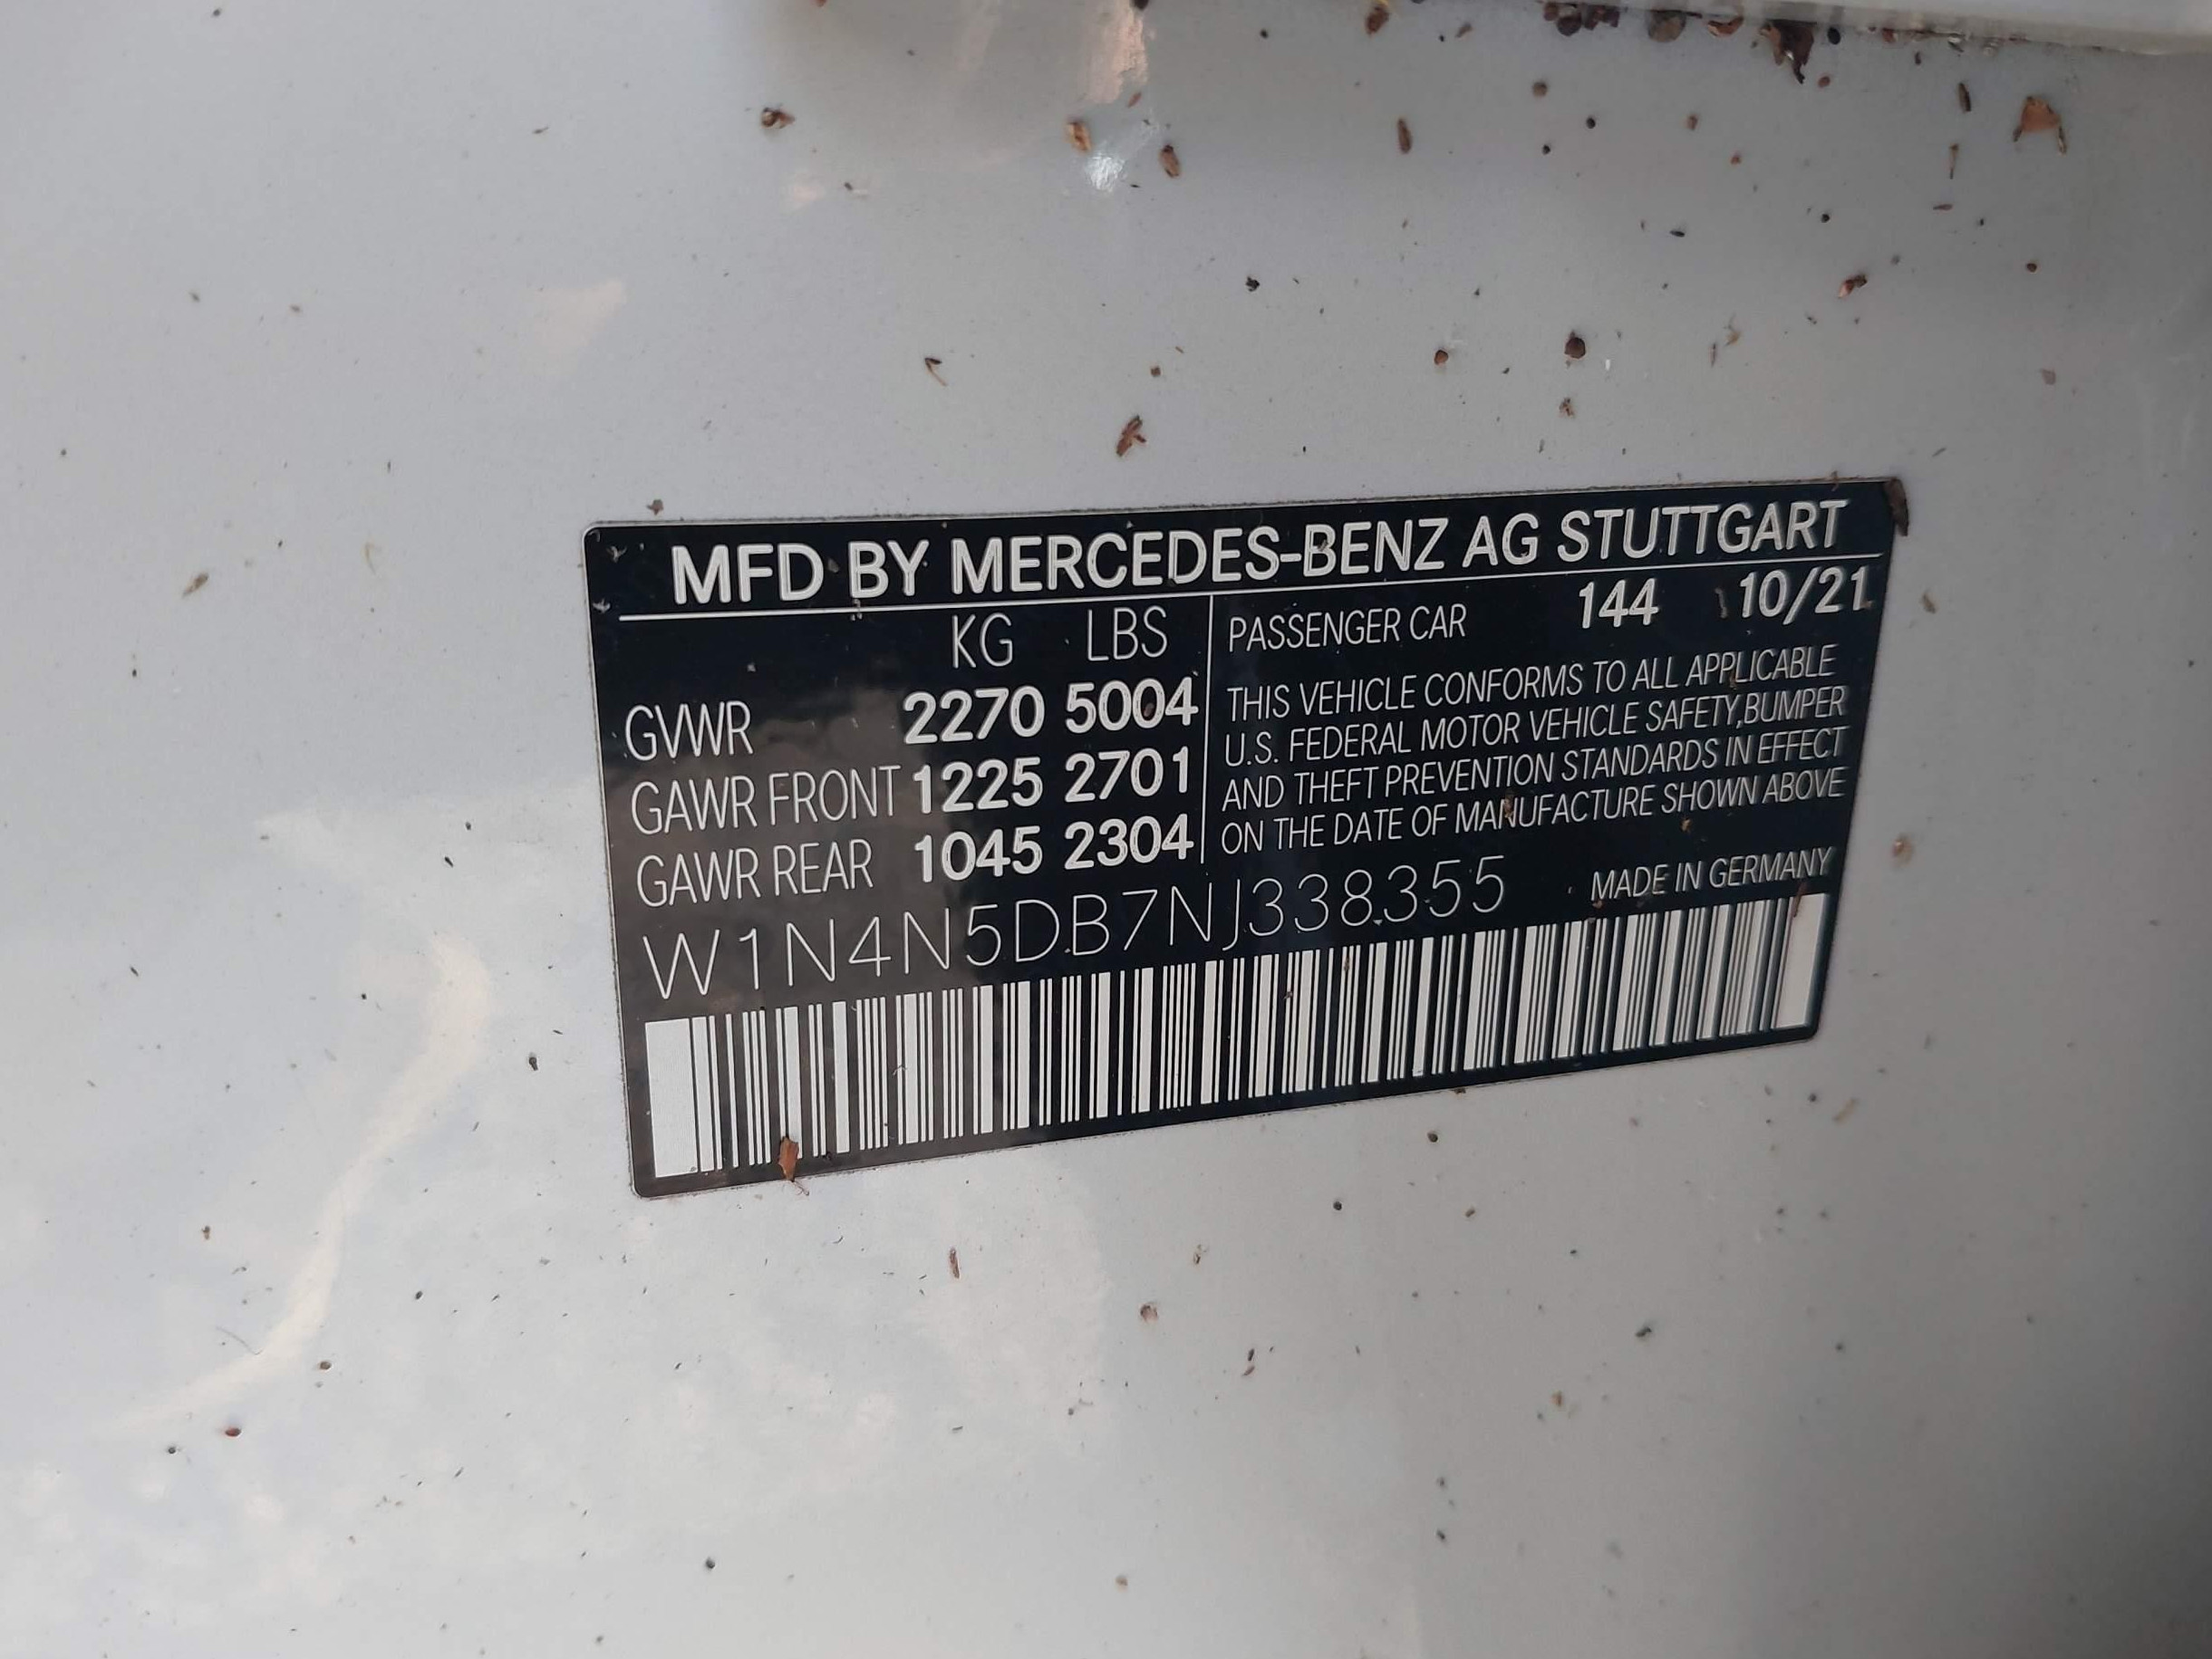 MFD BY MERCEDES-BENZ AG STUTTGART
KG LBS
GVWR 2270 5004
GAWR FRONT 1225 2701
GAWR REAR 1045 2304
PASSENGER CAR 144 10/21
THIS VEHICLE CONFORMS TO ALL APPLICABLE
U.S. FEDERAL MOTOR VEHICLE SAFETY,BUMPER
AND THEFT PREVENTION STANDARDS IN EFFECT
ON THE DATE OF MANUFACTURE SHOWN ABOVE
W1N4N5DB7NJ338355 MADE IN GERMANY